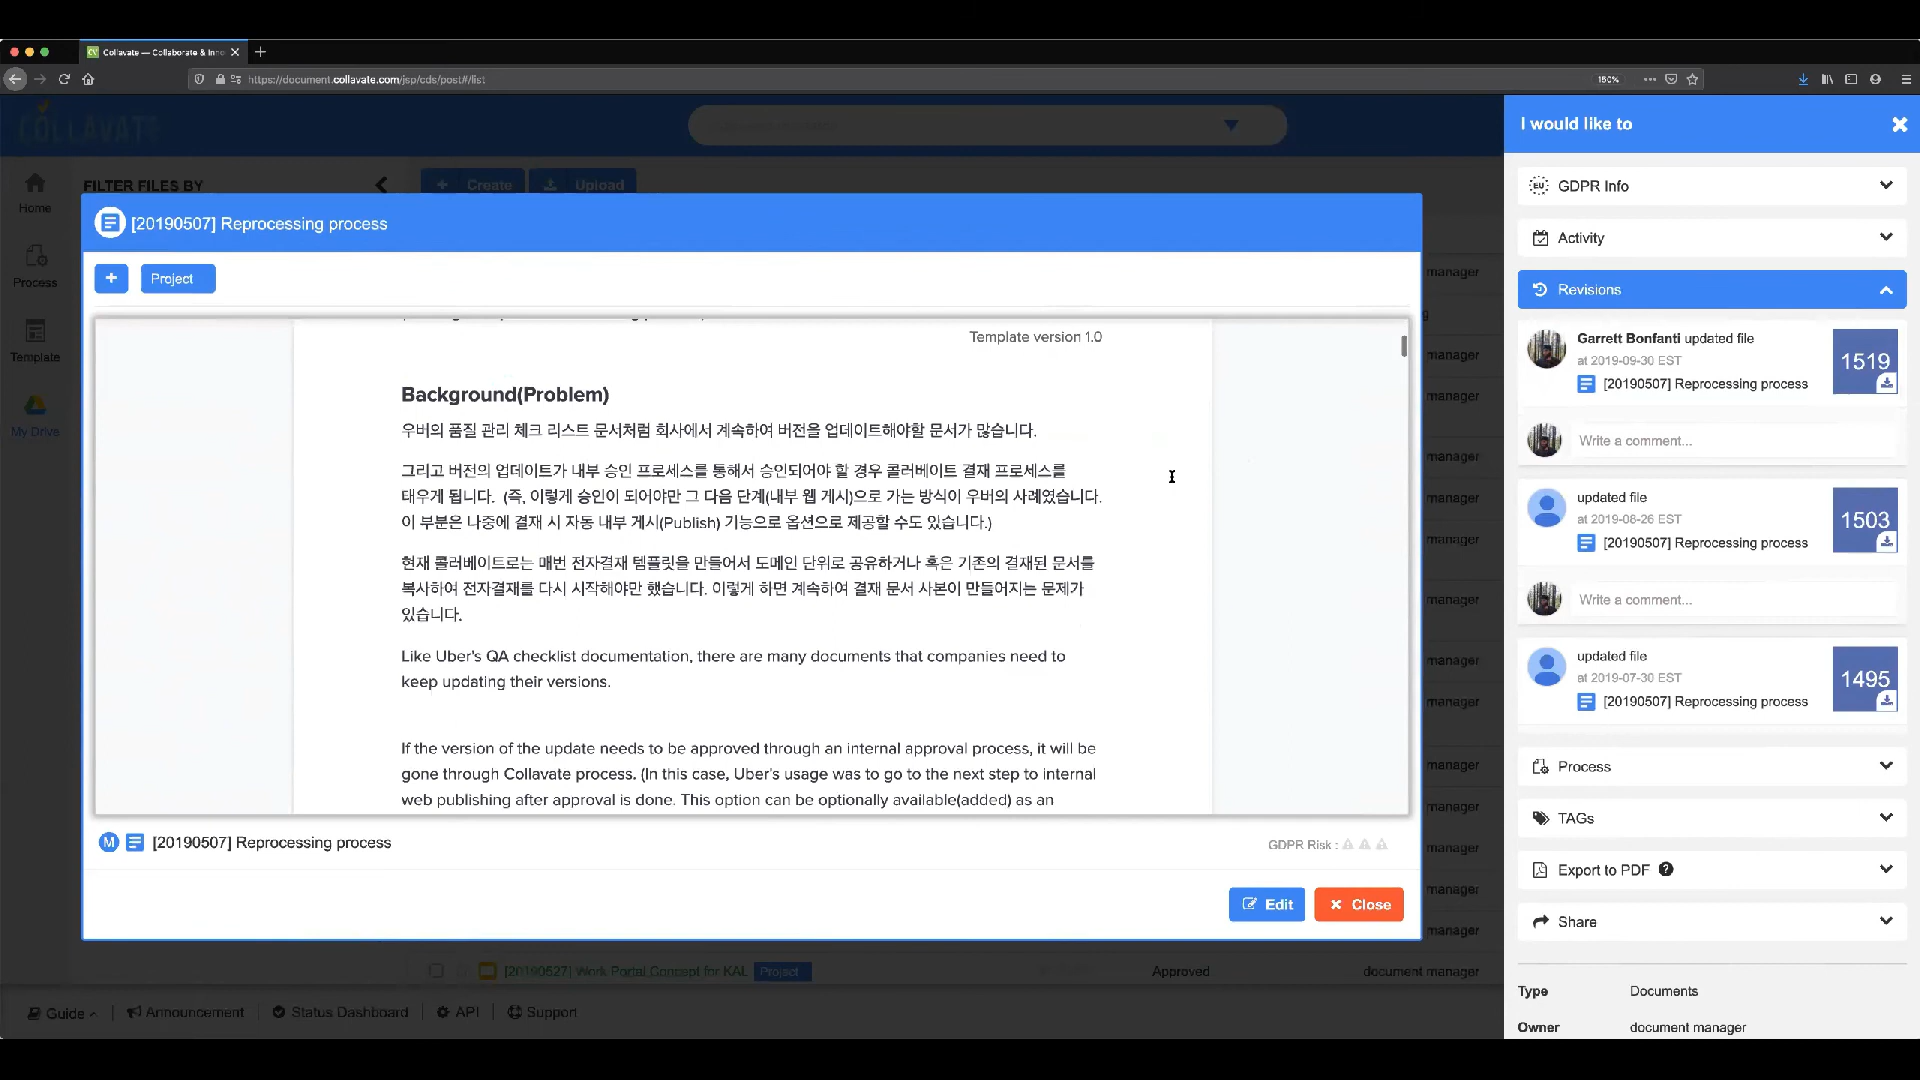 Collavate — Collaborate & Inno
https://document.collavate.com/jsp/cds/post#/list
150%
COLLAVATE
I would like to
FILTER FILES BY
Create
Upload
Home
Process
Template
My Drive
[20190507] Reprocessing process
Project
Template version 1.0
Background(Problem)
우버의 품질 관리 체크 리스트 문서처럼 회사에서 계속하여 버전을 업데이트해야할 문서가 많습니다.
그리고 버전의 업데이트가 내부 승인 프로세스를 통해서 승인되어야 할 경우 콜러베이트 결재 프로세스를
태우게 됩니다. (즉, 이렇게 승인이 되어야만 그 다음 단계(내부 웹 게시)으로 가는 방식이 우버의 사례였습니다.
이 부분은 나중에 결재 시 자동 내부 게시(Publish) 기능으로 옵션으로 제공할 수도 있습니다.)
현재 콜러베이트로는 매번 전자결재 템플릿을 만들어서 도메인 단위로 공유하거나 혹은 기존의 결재된 문서를
복사하여 전자결재를 다시 시작해야만 했습니다. 이렇게 하면 계속하여 결재 문서 사본이 만들어지는 문제가
있습니다.
Like Uber's QA checklist documentation, there are many documents that companies need to
keep updating their versions.
If the version of the update needs to be approved through an internal approval process, it will be
gone through Collavate process. (In this case, Uber's usage was to go to the next step to internal
web publishing after approval is done. This option can be optionally available(added) as an
M [20190507] Reprocessing process
GDPR Risk :
Edit
Close
manager
manager
manager
manager
manager
manager
manager
manager
manager
manager
manager
manager
manager
[20190527] Work Portal Concept for KAL Project
Approved
document manager
Guide
Announcement
Status Dashboard
API
Support
EU GDPR Info
Activity
Revisions
Garrett Bonfanti updated file
at 2019-09-30 EST
[20190507] Reprocessing process
1519
Write a comment...
updated file
at 2019-08-26 EST
[20190507] Reprocessing process
1503
Write a comment...
updated file
at 2019-07-30 EST
[20190507] Reprocessing process
1495
Process
TAGs
Export to PDF ?
Share
Type Documents
Owner document manager